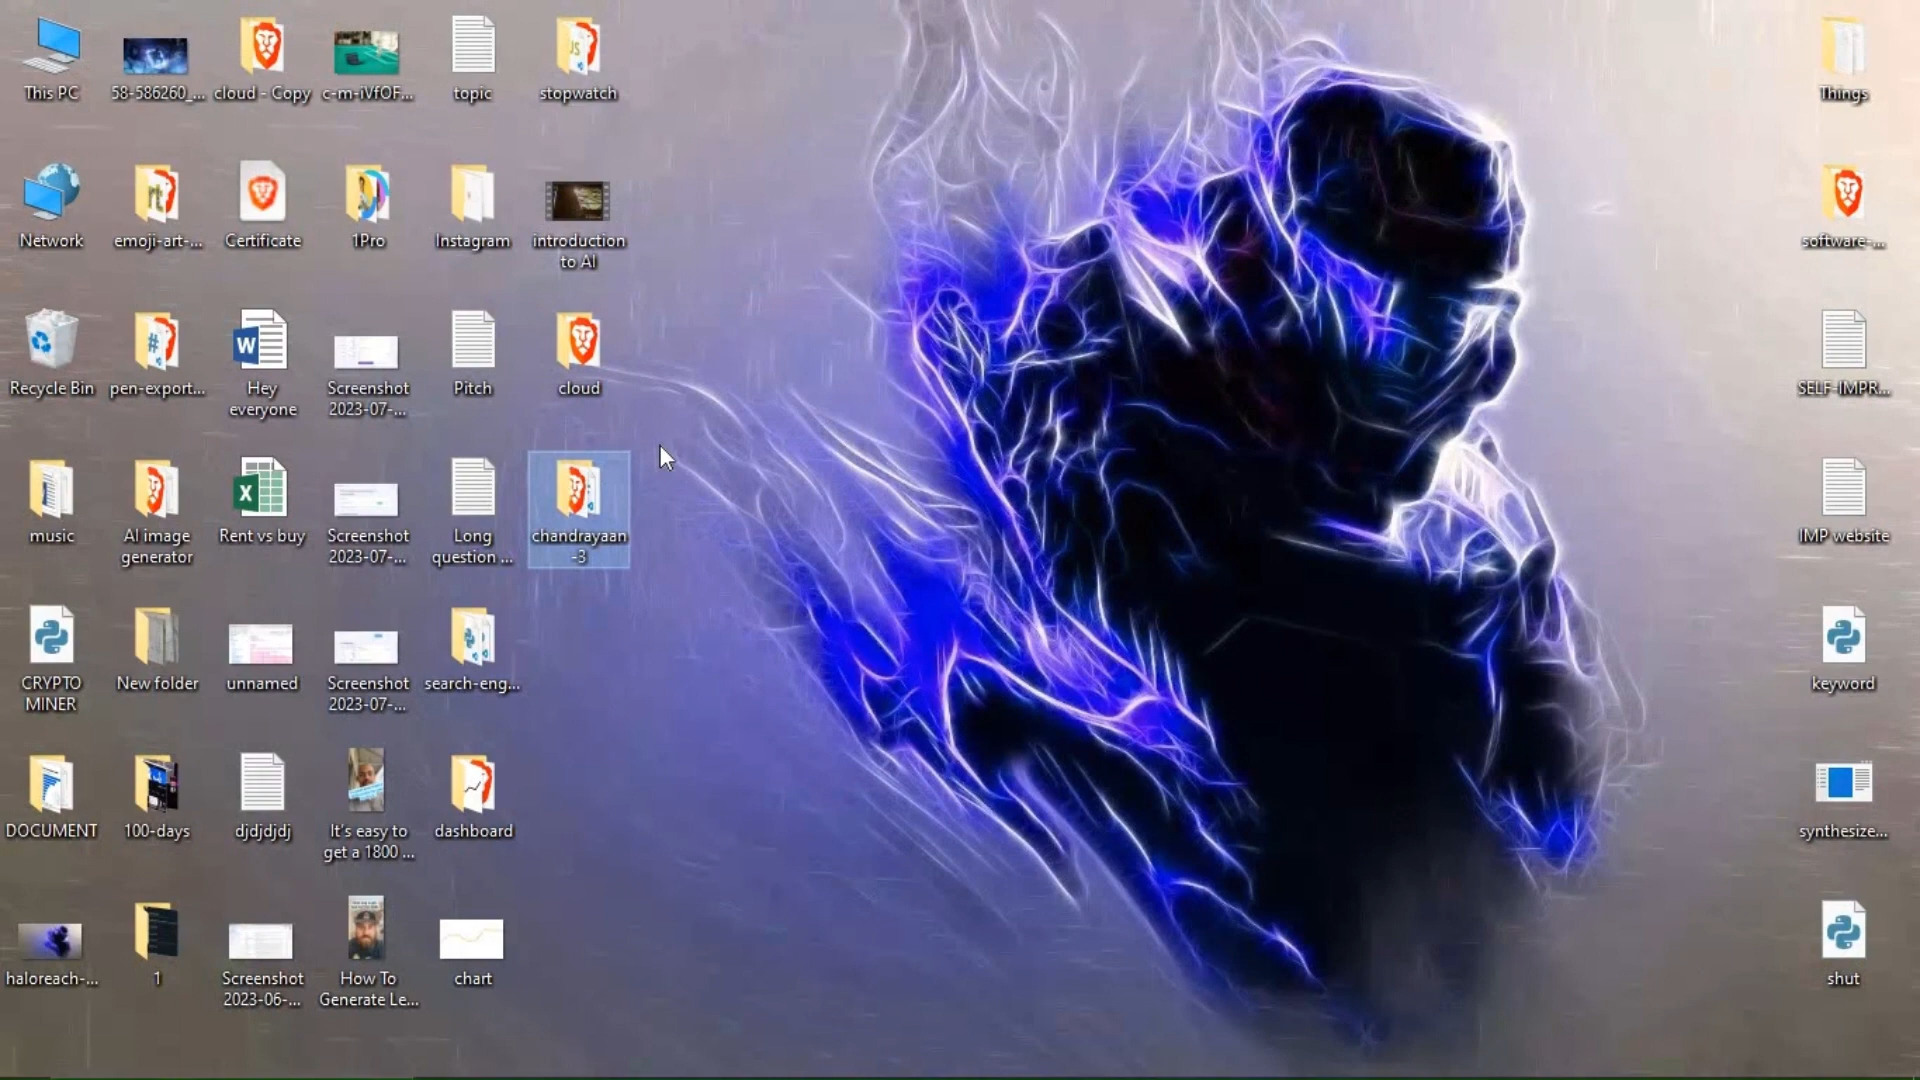 This PC
58-586260_...
cloud - Copy
c-m-iVfOF...
topic
stopwatch
Things
Network
emoji-art-...
Certificate
1Pro
Instagram
introduction
to AI
software-...
Recycle Bin
pen-export...
Hey
everyone
Screenshot
2023-07-...
Pitch
cloud
SELF-IMPR...
music
AI image
generator
Rent vs buy
Screenshot
2023-07-...
Long
question ...
chandrayaan
-3
IMP website
CRYPTO
MINER
New folder
unnamed
Screenshot
2023-07-...
search-eng...
keyword
DOCUMENT
100-days
djdjdjdj
It's easy to
get a 1800 ...
dashboard
synthesize...
haloreach-...
1
Screenshot
2023-06-...
How To
Generate Le...
chart
shut